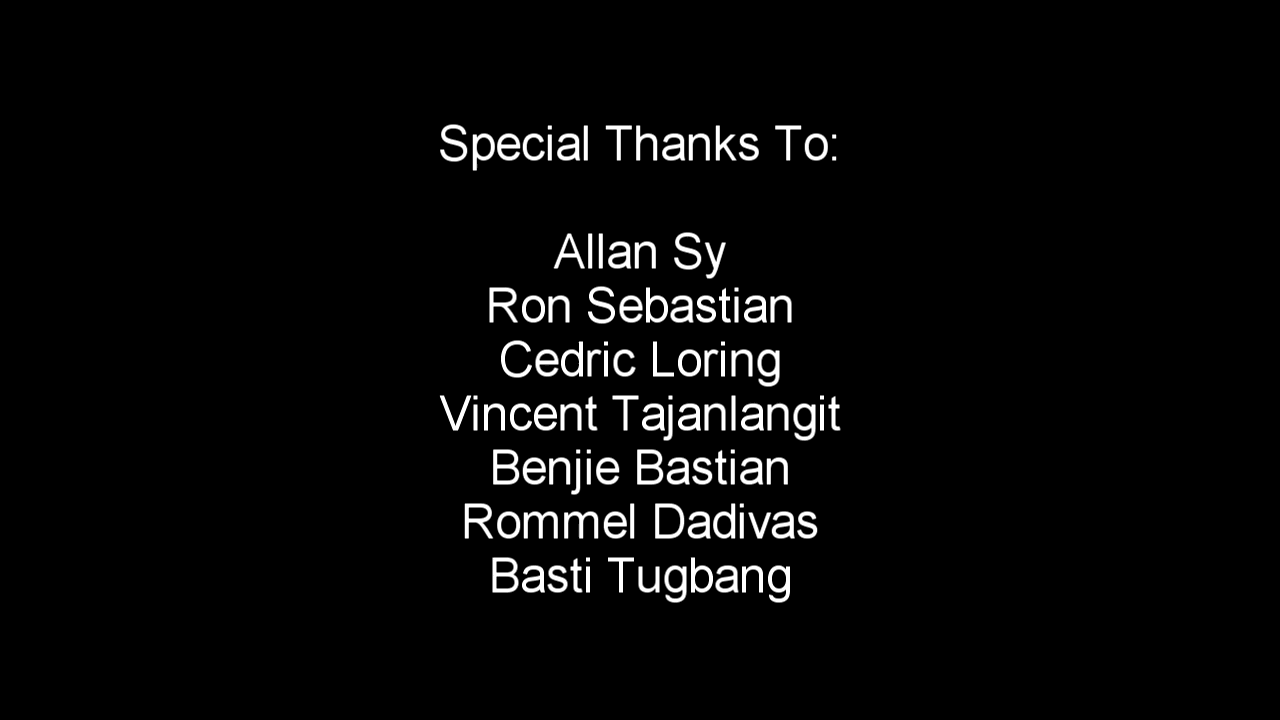 Special Thanks To:
Allan Sy
Ron Sebastian
Cedric Loring
Vincent Tajanlangit
Benjie Bastian
Rommel Dadivas
Basti Tugbang